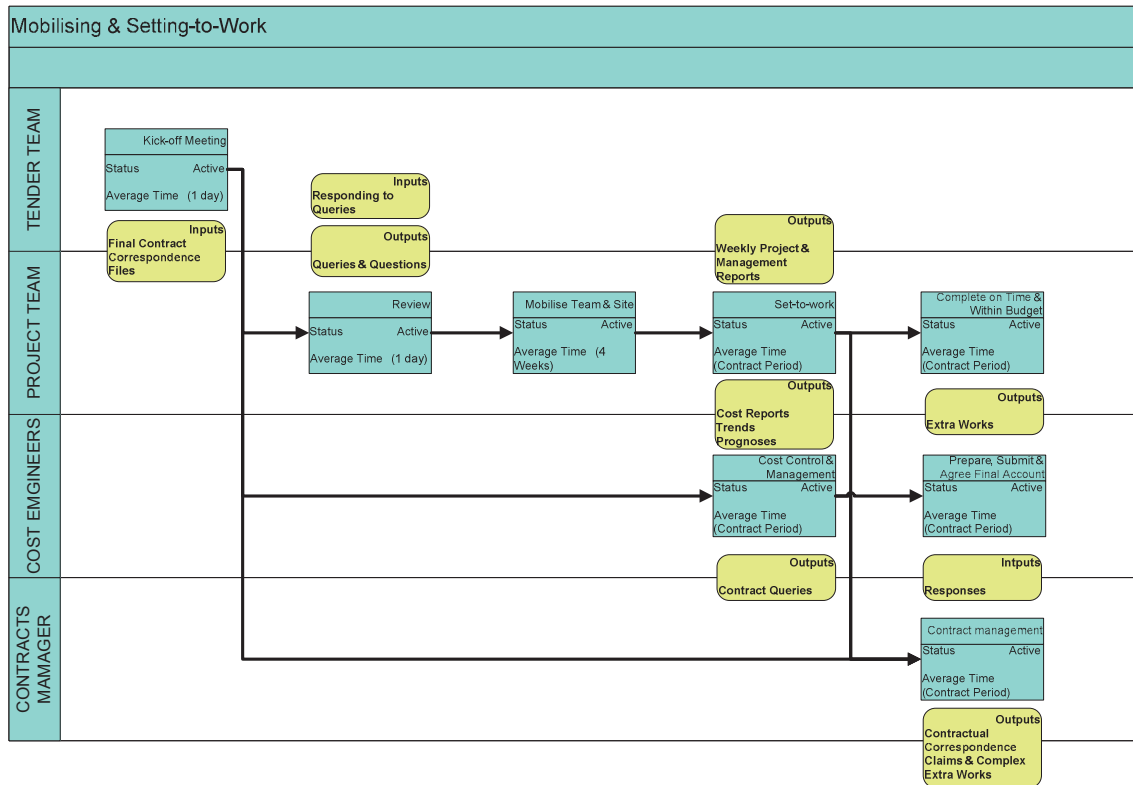 Mobilising & Setting-to-Work
TENDER TEAM
Kick-off Meeting
Status Active
Average Time (1 day)
Inputs
Final Contract
Correspondence
Files
Inputs
Responding to
Queries
Outputs
Queries & Questions
Outputs
Weekly Project &
Management
Reports
PROJECT TEAM
Review
Status Active
Average Time (1 day)
Mobilise Team & Site
Status Active
Average Time (4
Weeks)
Set-to-work
Status Active
Average Time
(Contract Period)
Complete on Time &
Within Budget
Status Active
Average Time
(Contract Period)
Outputs
Cost Reports
Trends
Prognoses
Outputs
Extra Works
COST EMGINEERS
Cost Control &
Management
Status Active
Average Time
(Contract Period)
Prepare, Submit &
Agree Final Account
Status Active
Average Time
(Contract Period)
Outputs
Contract Queries
Intputs
Responses
CONTRACTS
MAMAGER
Contract management
Status Active
Average Time
(Contract Period)
Outputs
Contractual
Correspondence
Claims & Complex
Extra Works